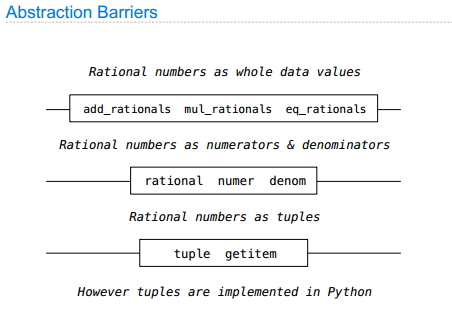 Abstraction Barriers
Rational numbers as whole data values
add_rationals mul_rationals eq_rationals
Rational numbers as numerators & denominators
rational numer denom
Rational numbers as tuples
tuple getitem
However tuples are implemented in Python